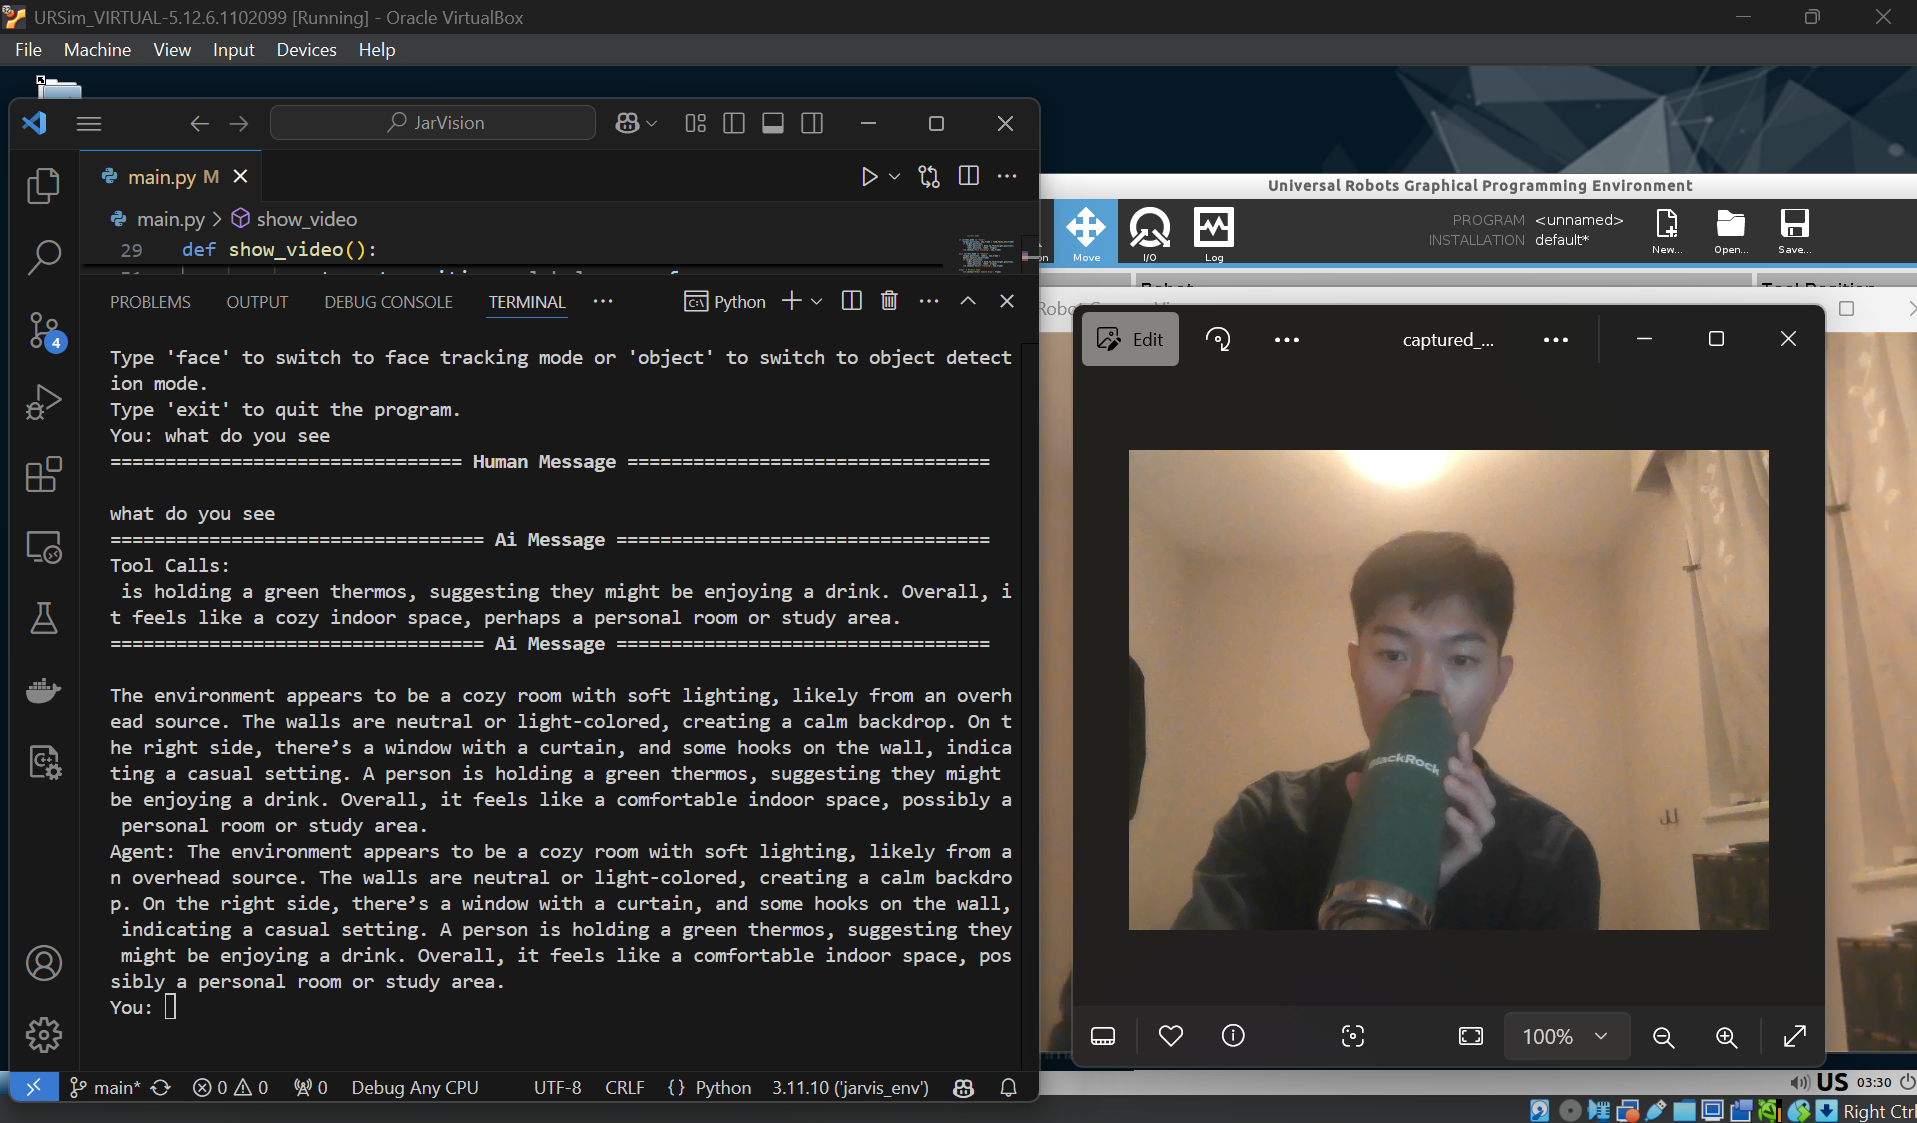 URSim_VIRTUAL-5.12.6.1102099 [Running] - Oracle VirtualBox
File Machine View Input Devices Help
JarVision
main.py M
main.py > show_video
29 def show_video():
PROBLEMS OUTPUT DEBUG CONSOLE TERMINAL ··· Python
Type 'face' to switch to face tracking mode or 'object' to switch to object detect
ion mode.
Type 'exit' to quit the program.
You: what do you see
================================ Human Message =================================
what do you see
================================== Ai Message ==================================
Tool Calls:
is holding a green thermos, suggesting they might be enjoying a drink. Overall, i
t feels like a cozy indoor space, perhaps a personal room or study area.
================================== Ai Message ==================================
The environment appears to be a cozy room with soft lighting, likely from an overh
ead source. The walls are neutral or light-colored, creating a calm backdrop. On t
he right side, there’s a window with a curtain, and some hooks on the wall, indica
ting a casual setting. A person is holding a green thermos, suggesting they might
be enjoying a drink. Overall, it feels like a comfortable indoor space, possibly a
personal room or study area.
Agent: The environment appears to be a cozy room with soft lighting, likely from a
n overhead source. The walls are neutral or light-colored, creating a calm backdro
p. On the right side, there’s a window with a curtain, and some hooks on the wall,
indicating a casual setting. A person is holding a green thermos, suggesting they
might be enjoying a drink. Overall, it feels like a comfortable indoor space, pos
sibly a personal room or study area.
You:
4
main* 0 0 0 Debug Any CPU UTF-8 CRLF {} Python 3.11.10 ('jarvis_env')
Universal Robots Graphical Programming Environment
Move I/O Log
PROGRAM <unnamed>
INSTALLATION default*
New... Open... Save...
Edit captured_...
BlackRock
100%
US 03:30
Right Ctrl